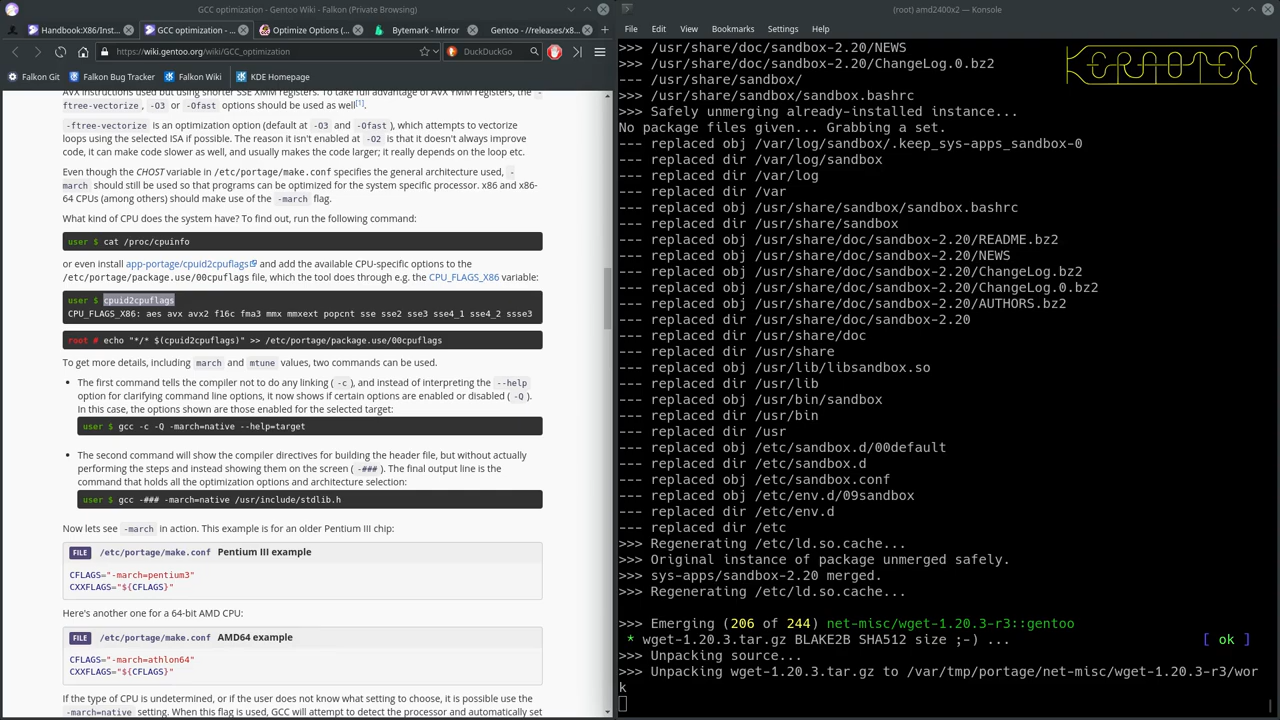 GCC optimization - Gentoo Wiki - Falkon (Private Browsing)
Handbook:X86/Inst...
GCC optimization - ...
Optimize Options (...
Bytemark - Mirror
Gentoo - //releases/x8...
https://wiki.gentoo.org/wiki/GCC_optimization
DuckDuckGo
Falkon Git
Falkon Bug Tracker
Falkon Wiki
KDE Homepage
AVX instructions used but using shorter SSE XMM registers. To take full advantage of AVX YMM registers, the -
ftree-vectorize , -O3 or -Ofast options should be used as well[1].
-ftree-vectorize is an optimization option (default at -O3 and -Ofast), which attempts to vectorize
loops using the selected ISA if possible. The reason it isn't enabled at -O2 is that it doesn't always improve
code, it can make code slower as well, and usually makes the code larger; it really depends on the loop etc.
Even though the CHOST variable in /etc/portage/make.conf specifies the general architecture used, -
march should still be used so that programs can be optimized for the system specific processor. x86 and x86-
64 CPUs (among others) should make use of the -march flag.
What kind of CPU does the system have? To find out, run the following command:
user $ cat /proc/cpuinfo
or even install app-portage/cpuid2cpuflags and add the available CPU-specific options to the
/etc/portage/package.use/00cpuflags file, which the tool does through e.g. the CPU_FLAGS_X86 variable:
user $ cpuid2cpuflags
CPU_FLAGS_X86: aes avx avx2 f16c fma3 mmx mmxext popcnt sse sse2 sse3 sse4_1 sse4_2 ssse3
root # echo "*/* $(cpuid2cpuflags)" >> /etc/portage/package.use/00cpuflags
To get more details, including march and mtune values, two commands can be used.
The first command tells the compiler not to do any linking ( -c ), and instead of interpreting the --help
option for clarifying command line options, it now shows if certain options are enabled or disabled ( -Q ).
In this case, the options shown are those enabled for the selected target:
user $ gcc -c -Q -march=native --help=target
The second command will show the compiler directives for building the header file, but without actually
performing the steps and instead showing them on the screen ( -### ). The final output line is the
command that holds all the optimization options and architecture selection:
user $ gcc -### -march=native /usr/include/stdlib.h
Now lets see -march in action. This example is for an older Pentium III chip:
FILE /etc/portage/make.conf Pentium III example
CFLAGS="-march=pentium3"
CXXFLAGS="${CFLAGS}"
Here's another one for a 64-bit AMD CPU:
FILE /etc/portage/make.conf AMD64 example
CFLAGS="-march=athlon64"
CXXFLAGS="${CFLAGS}"
If the type of CPU is undetermined, or if the user does not know what setting to choose, it is possible use the
-march=native setting. When this flag is used, GCC will attempt to detect the processor and automatically set
(root) amd2400x2 — Konsole
File Edit View Bookmarks Settings Help
KERAOTEX
>>> /usr/share/doc/sandbox-2.20/NEWS
>>> /usr/share/doc/sandbox-2.20/ChangeLog.0.bz2
--- /usr/share/sandbox/
>>> /usr/share/sandbox/sandbox.bashrc
>>> Safely unmerging already-installed instance...
No package files given... Grabbing a set.
--- replaced obj /var/log/sandbox/.keep_sys-apps_sandbox-0
--- replaced dir /var/log/sandbox
--- replaced dir /var/log
--- replaced dir /var
--- replaced obj /usr/share/sandbox/sandbox.bashrc
--- replaced dir /usr/share/sandbox
--- replaced obj /usr/share/doc/sandbox-2.20/README.bz2
--- replaced obj /usr/share/doc/sandbox-2.20/NEWS
--- replaced obj /usr/share/doc/sandbox-2.20/ChangeLog.bz2
--- replaced obj /usr/share/doc/sandbox-2.20/ChangeLog.0.bz2
--- replaced obj /usr/share/doc/sandbox-2.20/AUTHORS.bz2
--- replaced dir /usr/share/doc/sandbox-2.20
--- replaced dir /usr/share/doc
--- replaced dir /usr/share
--- replaced obj /usr/lib/libsandbox.so
--- replaced dir /usr/lib
--- replaced obj /usr/bin/sandbox
--- replaced dir /usr/bin
--- replaced dir /usr
--- replaced obj /etc/sandbox.d/00default
--- replaced dir /etc/sandbox.d
--- replaced obj /etc/sandbox.conf
--- replaced obj /etc/env.d/09sandbox
--- replaced dir /etc/env.d
--- replaced dir /etc
>>> Regenerating /etc/ld.so.cache...
>>> Original instance of package unmerged safely.
>>> sys-apps/sandbox-2.20 merged.
>>> Regenerating /etc/ld.so.cache...
>>> Emerging (206 of 244) net-misc/wget-1.20.3-r3::gentoo
* wget-1.20.3.tar.gz BLAKE2B SHA512 size ;-) ... [ ok ]
>>> Unpacking source...
>>> Unpacking wget-1.20.3.tar.gz to /var/tmp/portage/net-misc/wget-1.20.3-r3/wor
k